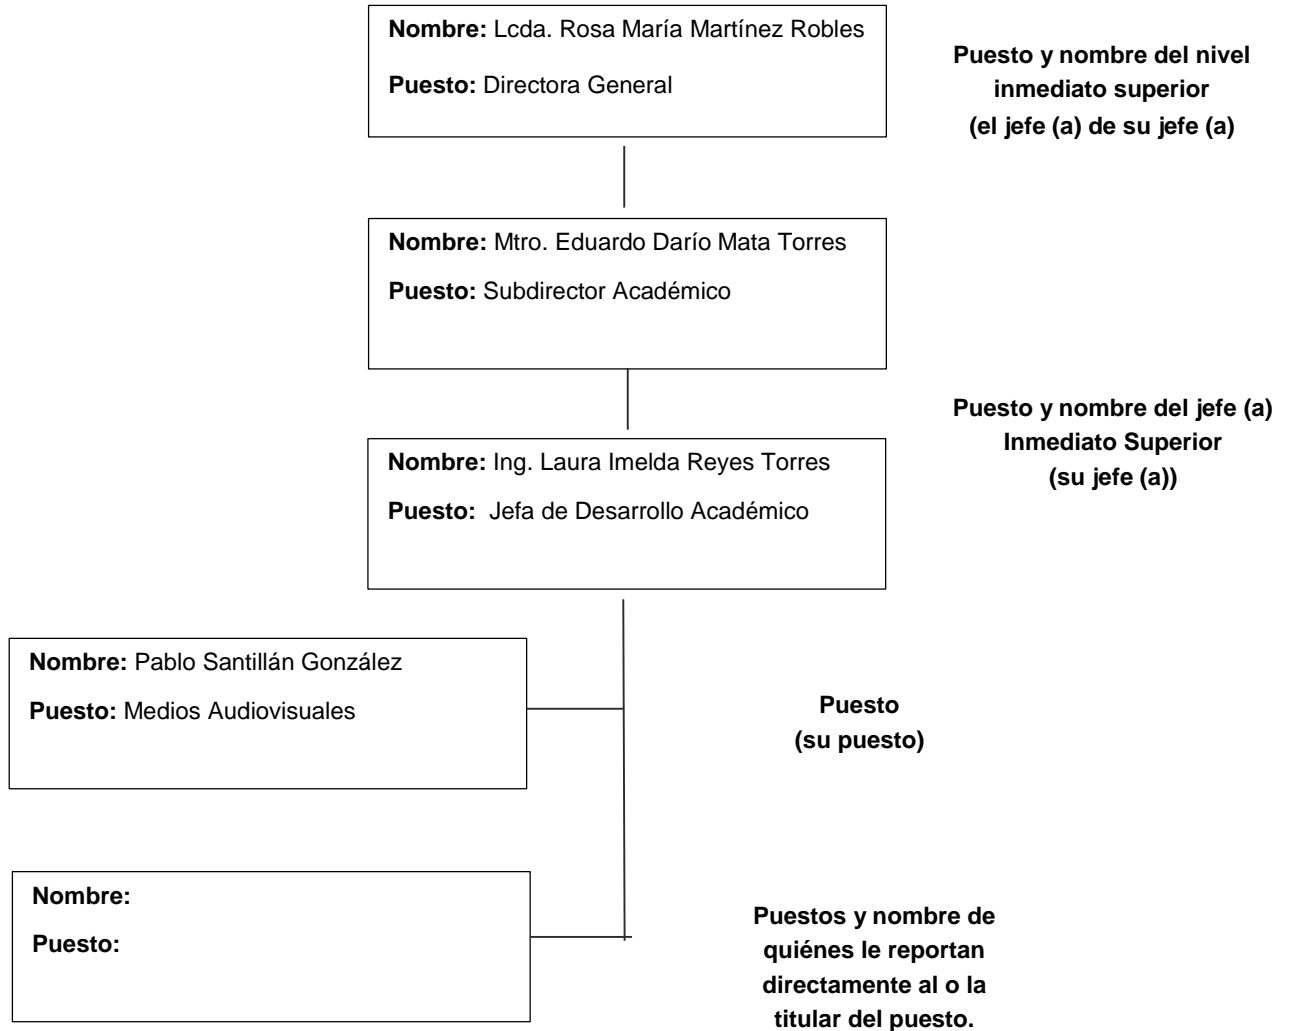 Nombre: Lcda. Rosa María Martínez Robles
Puesto: Directora General
Puesto y nombre del nivel
inmediato superior
(el jefe (a) de su jefe (a)
Nombre: Mtro. Eduardo Darío Mata Torres
Puesto: Subdirector Académico
Puesto y nombre del jefe (a)
Inmediato Superior
(su jefe (a))
Nombre: Ing. Laura Imelda Reyes Torres
Puesto: Jefa de Desarrollo Académico
Nombre: Pablo Santillán González
Puesto: Medios Audiovisuales
Puesto
(su puesto)
Nombre:
Puesto:
Puestos y nombre de
quiénes le reportan
directamente al o la
titular del puesto.